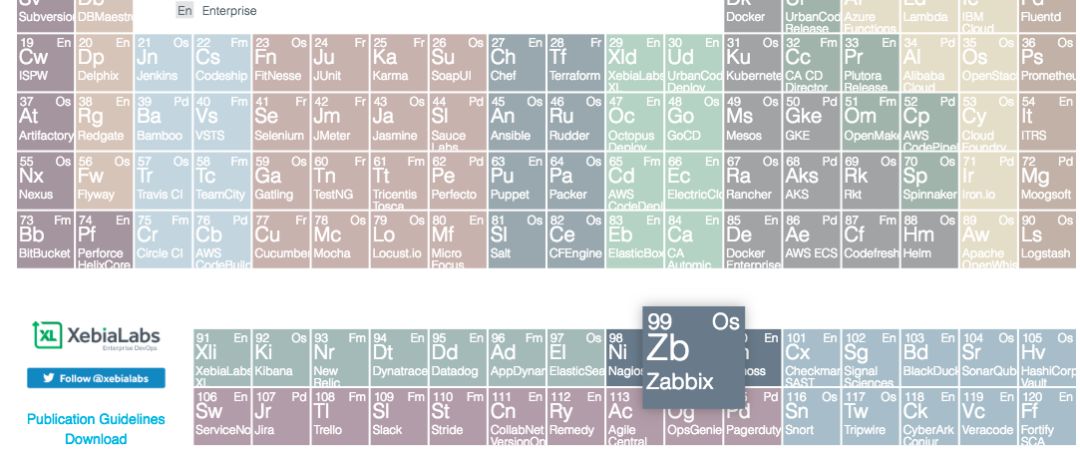 En Enterprise
Subversion DBMaestro Docker UrbanCode Release Azure Functions Lambda IBM Cloud Fluentd
19 En 20 En 21 Os 22 Fm 23 Os 24 Fr 25 Fr 26 Os 27 En 28 Fr 29 En 30 En 31 Os 32 Fm 33 En 34 Pd 35 Os 36 Os
Cw Dp Jn Cs Fn Ju Ka Su Ch Tf Xld Ud Ku Cc Pr Al Os Ps
ISPW Delphix Jenkins Codeship FitNesse JUnit Karma SoapUI Chef Terraform XebiaLabs XL UrbanCod Deploy Kubernete CA CD Director Plutora Release Alibaba Cloud OpenStac Prometheu
37 Os 38 En 39 Pd 40 Fm 41 Fr 42 Fr 43 Fr 44 Pd 45 Os 46 Os 47 En 48 Os 49 Os 50 Pd 51 Fm 52 Pd 53 Os 54 En
At Rg Ba Vs Se Jm Ja Sl An Ru Oc Go Ms Gke Om Cp Cy It
Artifactory Redgate Bamboo VSTS Selenium JMeter Jasmine Sauce Labs Ansible Rudder Octopus Deploy GoCD Mesos GKE OpenMake AWS CodePipel Cloud Foundry ITRS
55 Os 56 Os 57 Os 58 Fm 59 Os 60 Fr 61 Fm 62 Pd 63 En 64 Os 65 Fm 66 En 67 Os 68 Pd 69 Os 70 Os 71 Pd 72 Pd
Nx Fw Tr Tc Ga Tn Tt Pe Pu Pa Cd Ec Ra Aks Rk Sp Ir Mg
Nexus Flyway Travis CI TeamCity Gatling TestNG Tricentis Tosca Perfecto Puppet Packer AWS CodeDepl ElectricClo Rancher AKS Rkt Spinnaker Iron.io Moogsoft
73 Fm 74 En 75 Fm 76 Pd 77 Fr 78 Os 79 Os 80 En 81 Os 82 Os 83 En 84 En 85 En 86 Pd 87 Fm 88 Os 89 Os 90 Os
Bb Pf Cr Cb Cu Mc Lo Mf Sl Ce Eb Ca De Ae Cf Hm Aw Ls
BitBucket Perforce HelixCore Circle CI AWS CodeBuild Cucumber Mocha Locust.io Micro Focus Salt CFEngine ElasticBox CA Automic Docker Enterprise AWS ECS Codefresh Helm Apache OpenWhis Logstash
XL XebiaLabs
Enterprise DevOps
Follow @xebialabs
Publication Guidelines
Download
91 En 92 Os 93 Fm 94 En 95 En 96 Fm 97 Os 98 99 Os En 101 En 102 En 103 En 104 Os 105 Os
Xli Ki Nr Dt Dd Ad El Ni Zb Cx Sg Bd Sr Hv
XebiaLabs XL Kibana New Relic Dynatrace Datadog AppDynar ElasticSea Nagios Zabbix noss Checkmar SAST Signal Sciences BlackDuck SonarQub HashiCorp Vault
106 En 107 Pd 108 Fm 109 Fm 110 Fm 111 En 112 En 113 Pd 116 Os 117 Os 118 En 119 En 120 En
Sw Jr Tl Sl St Cn Ry Ac Og Pd Sn Tw Ck Vc Ff
ServiceNo Jira Trello Slack Stride CollabNet VersionOn Remedy Agile Central OpsGenie Pagerduty Snort Tripwire CyberArk Conjur Veracode Fortify SCA